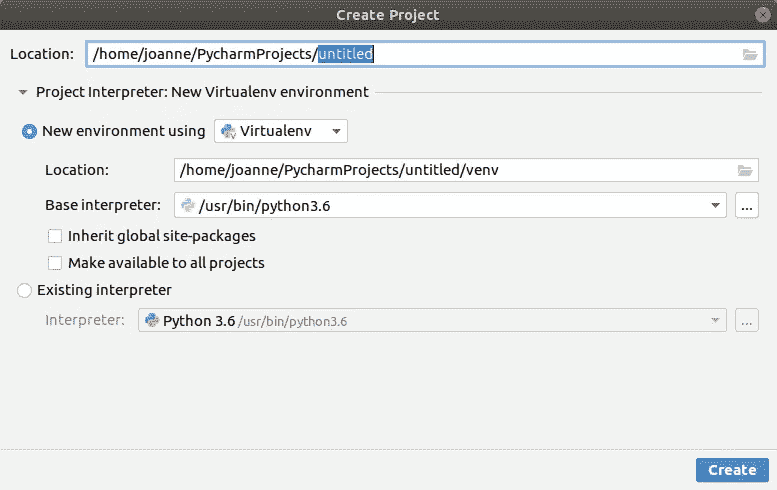 Create Project
Location: /home/joanne/PycharmProjects/untitled
Project Interpreter: New Virtualenv environment
New environment using Virtualenv
Location: /home/joanne/PycharmProjects/untitled/venv
Base interpreter: /usr/bin/python3.6 ...
Inherit global site-packages
Make available to all projects
Existing interpreter
Interpreter: Python 3.6 /usr/bin/python3.6 ...
Create